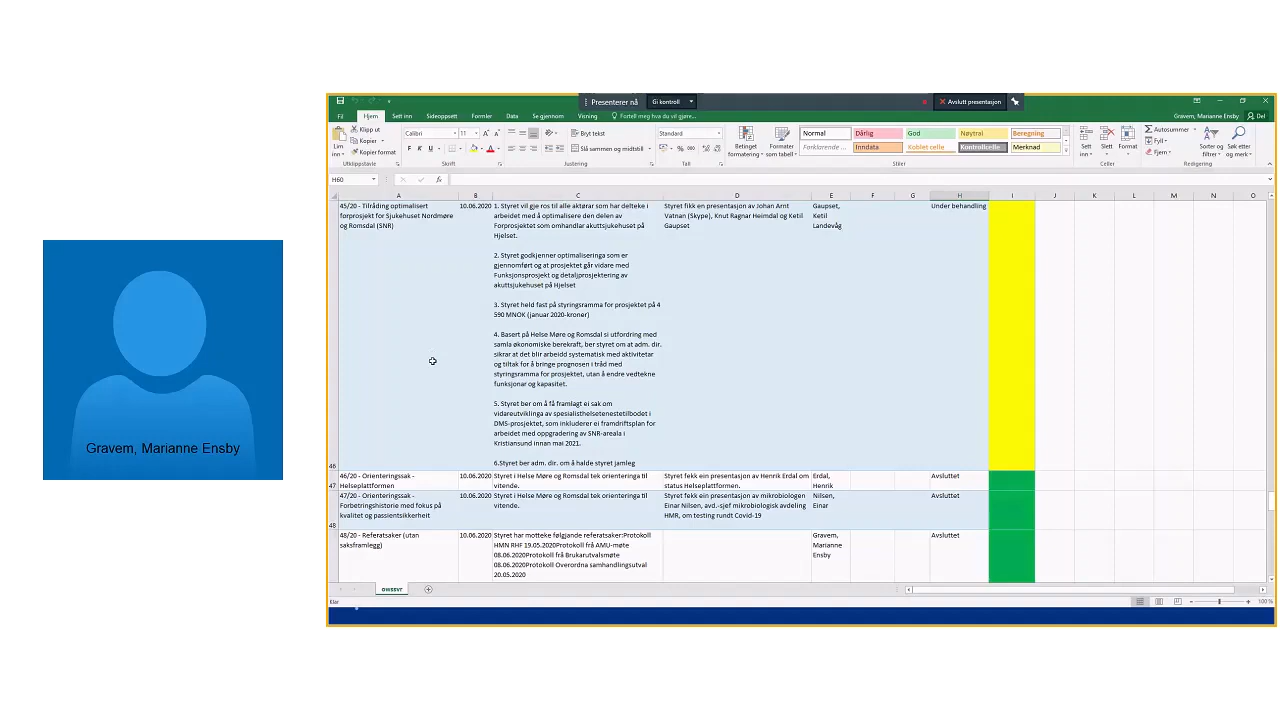 Presenterer nå
Gi kontroll
Avslutt presentasjon
Fil
Hjem
Sett inn
Sideoppsett
Formler
Data
Se gjennom
Visning
Fortell meg hva du vil gjøre...
Gravem, Marianne Ensby
Del
Lim inn
Klipp ut
Kopier
Kopier format
Utklippstavle
Calibri
11
F K U
Skrift
Bryt tekst
Slå sammen og midtstill
Justering
Standard
Tall
Betinget formatering
Formater som tabell
Normal
Dårlig
God
Nøytral
Beregning
Forklarende ...
Inndata
Koblet celle
Kontrollcelle
Merknad
Stiler
Sett inn
Slett
Format
Celler
Autosummer
Fyll
Fjern
Sorter og filtrer
Søk etter og merk
Redigering
H60
A B C D E F G H I J K L M N O
45/20 - Tilråding optimalisert
forprosjekt for Sjukehuset Nordmøre
og Romsdal (SNR)
10.06.2020
1. Styret vil gje ros til alle aktørar som har delteke i
arbeidet med å optimalisere den delen av
Forprosjektet som omhandlar akuttsjukehuset på
Hjelset.
2. Styret godkjenner optimaliseringa som er
gjennomført og at prosjektet går vidare med
Funksjonsprosjekt og detaljprosjektering av
akuttsjukehuset på Hjelset
3. Styret held fast på styringsramma for prosjektet på 4
590 MNOK (januar 2020-kroner)
4. Basert på Helse Møre og Romsdal si utfordring med
samla økonomiske berekraft, ber styret om at adm. dir.
sikrar at det blir arbeidd systematisk med aktivitetar
og tiltak for å bringe prognosen i tråd med
styringsramma for prosjektet, utan å endre vedtekne
funksjonar og kapasitet.
5. Styret ber om å få framlagt ei sak om
vidareutviklinga av spesialisthelsetenestetilbodet i
DMS-prosjektet, som inkluderer ei framdriftsplan for
arbeidet med oppgradering av SNR-areala i
Kristiansund innan mai 2021.
6.Styret ber adm. dir. om å halde styret jamleg
Styret fikk en presentasjon av Johan Arnt
Vatnan (Skype), Knut Ragnar Heimdal og Ketil
Gaupset
Gaupset,
Ketil
Landevåg
Under behandling
46
46/20 - Orienteringssak -
Helseplattformen
10.06.2020
Styret i Helse Møre og Romsdal tek orienteringa til
vitende.
Styret fekk ein presentasjon av Henrik Erdal om
status Helseplattformen.
Erdal,
Henrik
Avsluttet
47
47/20 - Orienteringssak -
Forbetringshistorie med fokus på
kvalitet og passientsikkerheit
10.06.2020
Styret i Helse Møre og Romsdal tek orienteringa til
vitende.
Styret fekk ein presentasjon av mikrobiologen
Einar Nilsen, avd.-sjef mikrobiologisk avdeling
HMR, om testing rundt Covid-19
Nilsen,
Einar
Avsluttet
48
48/20 - Referatsaker (utan
saksframlegg)
10.06.2020
Styret har motteke følgjande referatsaker:Protokoll
HMN RHF 19.05.2020Protokoll frå AMU-møte
08.06.2020Protokoll frå Brukarutvalsmøte
08.06.2020Protokoll Overordna samhandlingsutval
20.05.2020
Gravem,
Marianne
Ensby
Avsluttet
owssvr
Klar
100 %
Gravem, Marianne Ensby